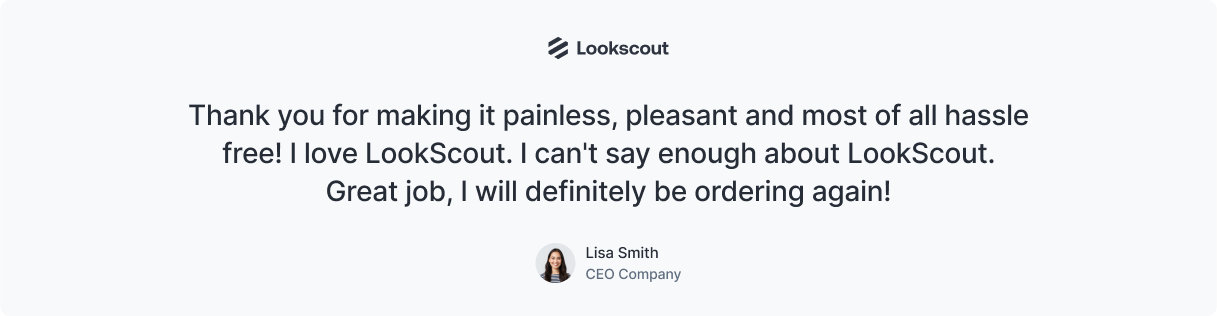 Lookscout
Thank you for making it painless, pleasant and most of all hassle
free! I love LookScout. I can't say enough about LookScout.
Great job, I will definitely be ordering again!
Lisa Smith
CEO Company